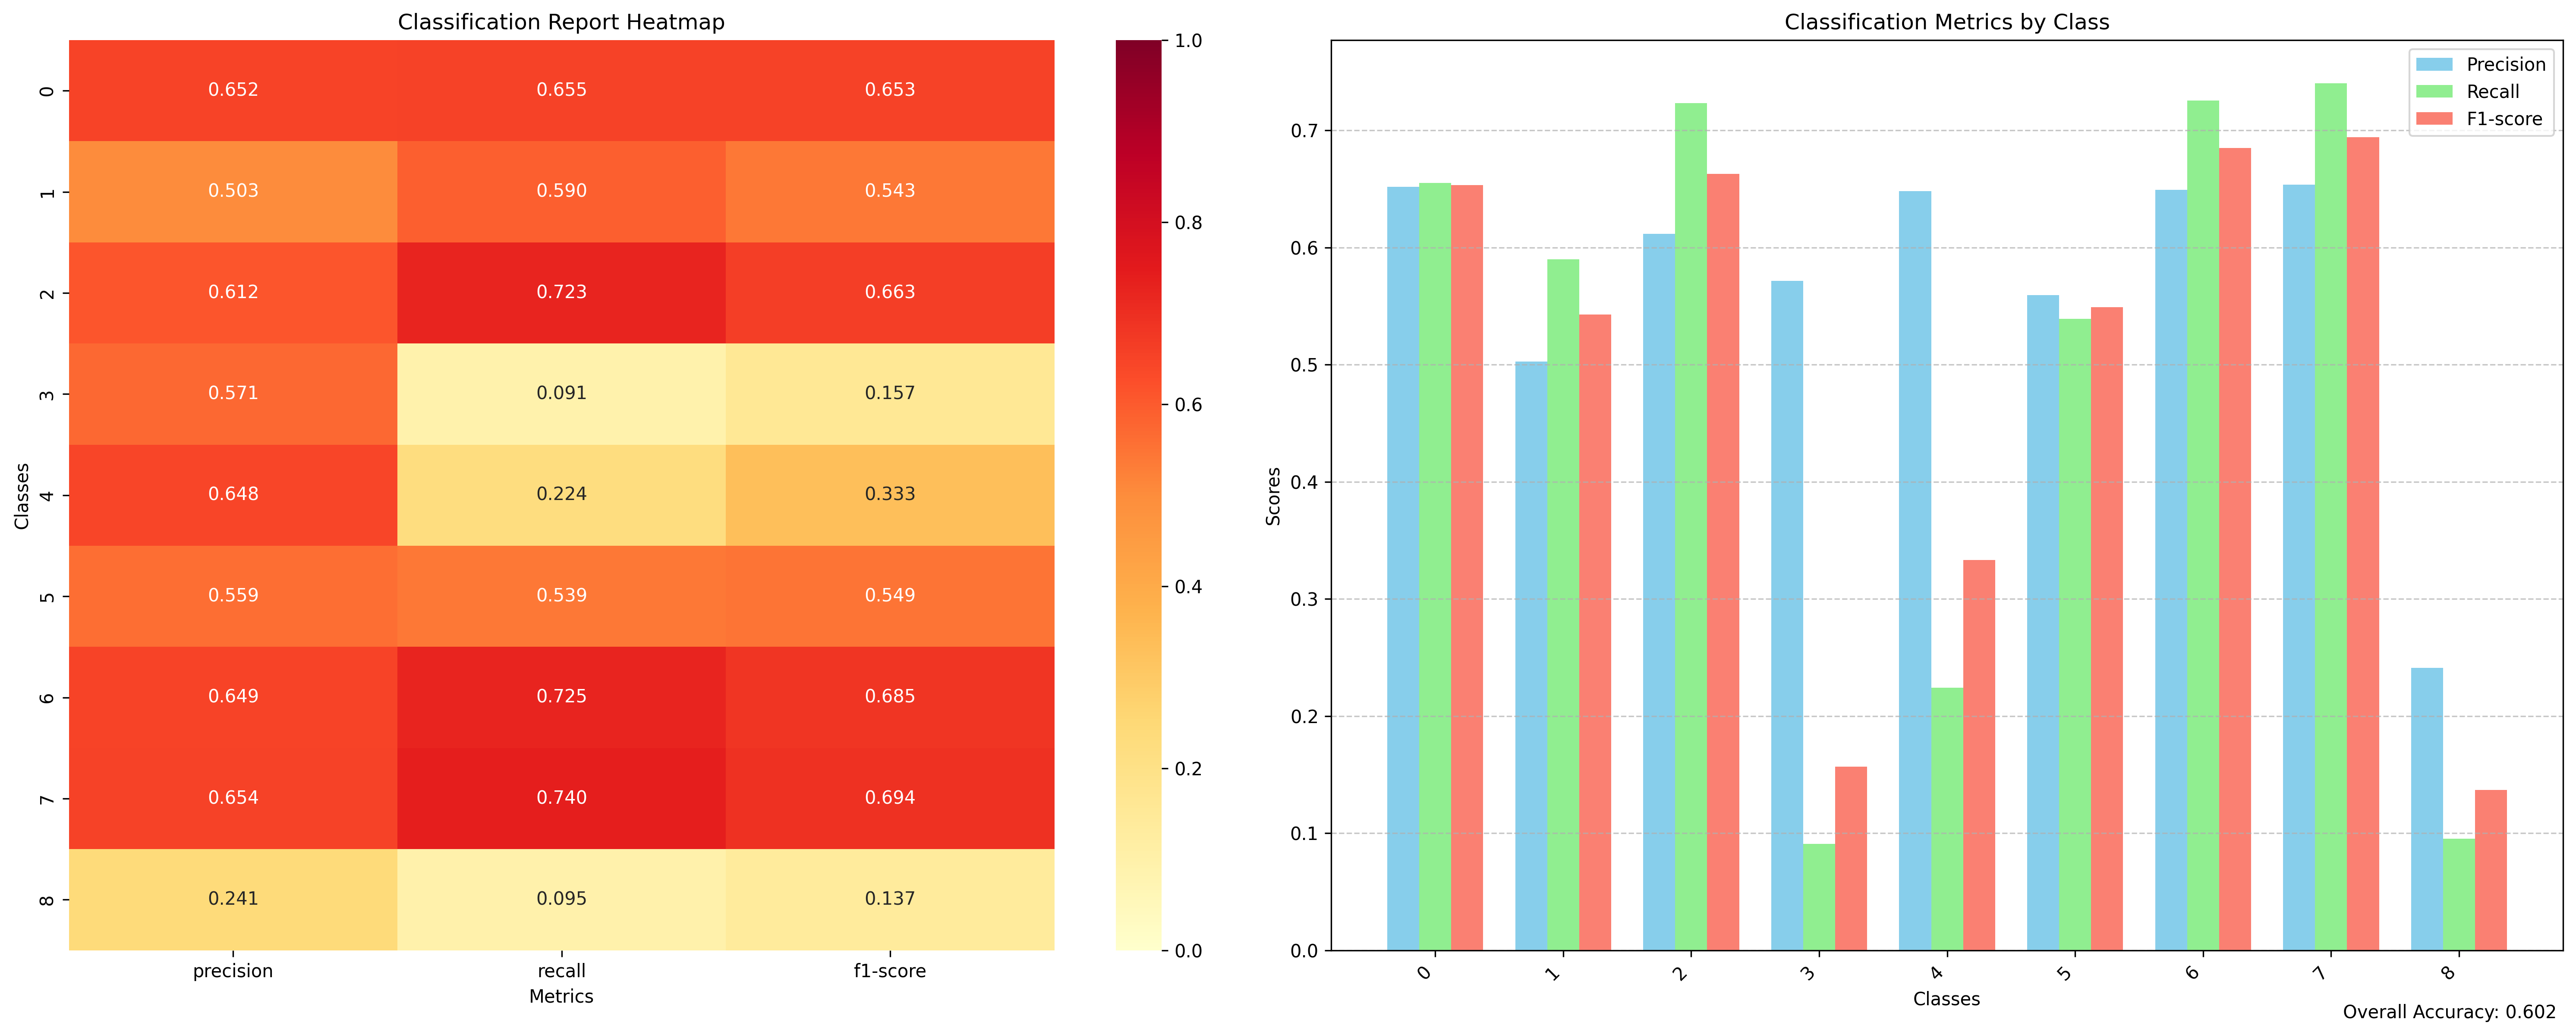 Classification Report Heatmap
0 0.652 0.655 0.653
1 0.503 0.590 0.543
2 0.612 0.723 0.663
3 0.571 0.091 0.157
4 0.648 0.224 0.333
5 0.559 0.539 0.549
6 0.649 0.725 0.685
7 0.654 0.740 0.694
8 0.241 0.095 0.137
Classes
precision recall f1-score
Metrics
1.0
0.8
0.6
0.4
0.2
0.0
Classification Metrics by Class
Precision
Recall
F1-score
0.7
0.6
0.5
0.4
0.3
0.2
0.1
0.0
Scores
0 1 2 3 4 5 6 7 8
Classes
Overall Accuracy: 0.602